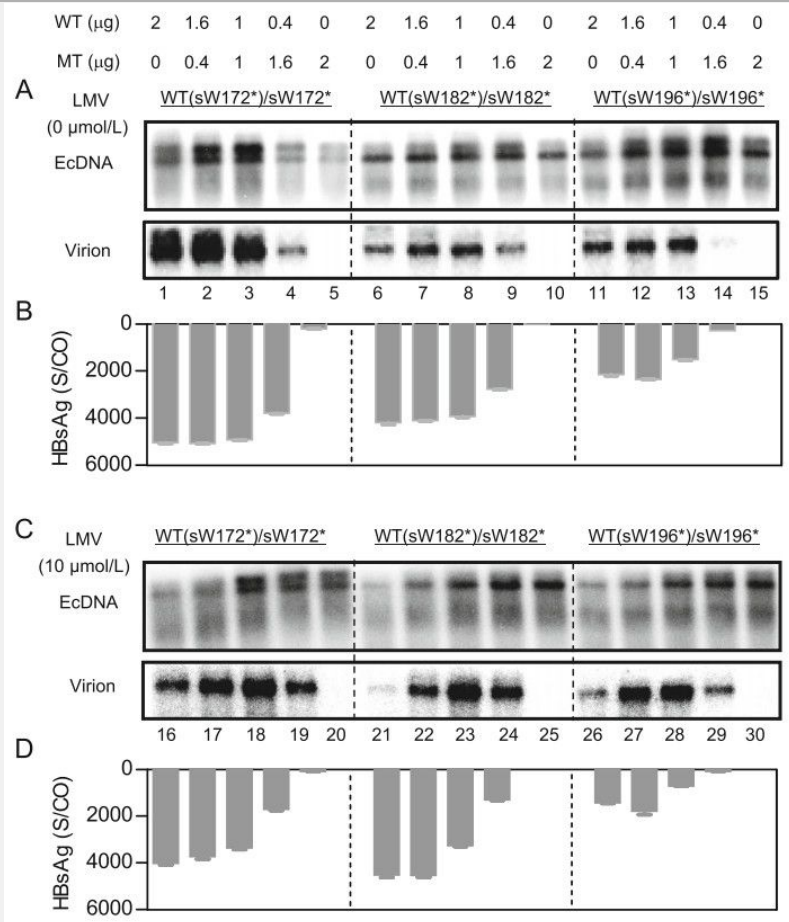 WT (µg) 2 1.6 1 0.4 0 2 1.6 1 0.4 0 2 1.6 1 0.4 0
MT (µg) 0 0.4 1 1.6 2 0 0.4 1 1.6 2 0 0.4 1 1.6 2
A LMV WT(sW172*)/sW172* WT(sW182*)/sW182* WT(sW196*)/sW196*
(0 µmol/L)
EcDNA
Virion
1 2 3 4 5 6 7 8 9 10 11 12 13 14 15
B
HBsAg (S/CO)
0
2000
4000
6000
C LMV WT(sW172*)/sW172* WT(sW182*)/sW182* WT(sW196*)/sW196*
(10 µmol/L)
EcDNA
Virion
16 17 18 19 20 21 22 23 24 25 26 27 28 29 30
D
HBsAg (S/CO)
0
2000
4000
6000